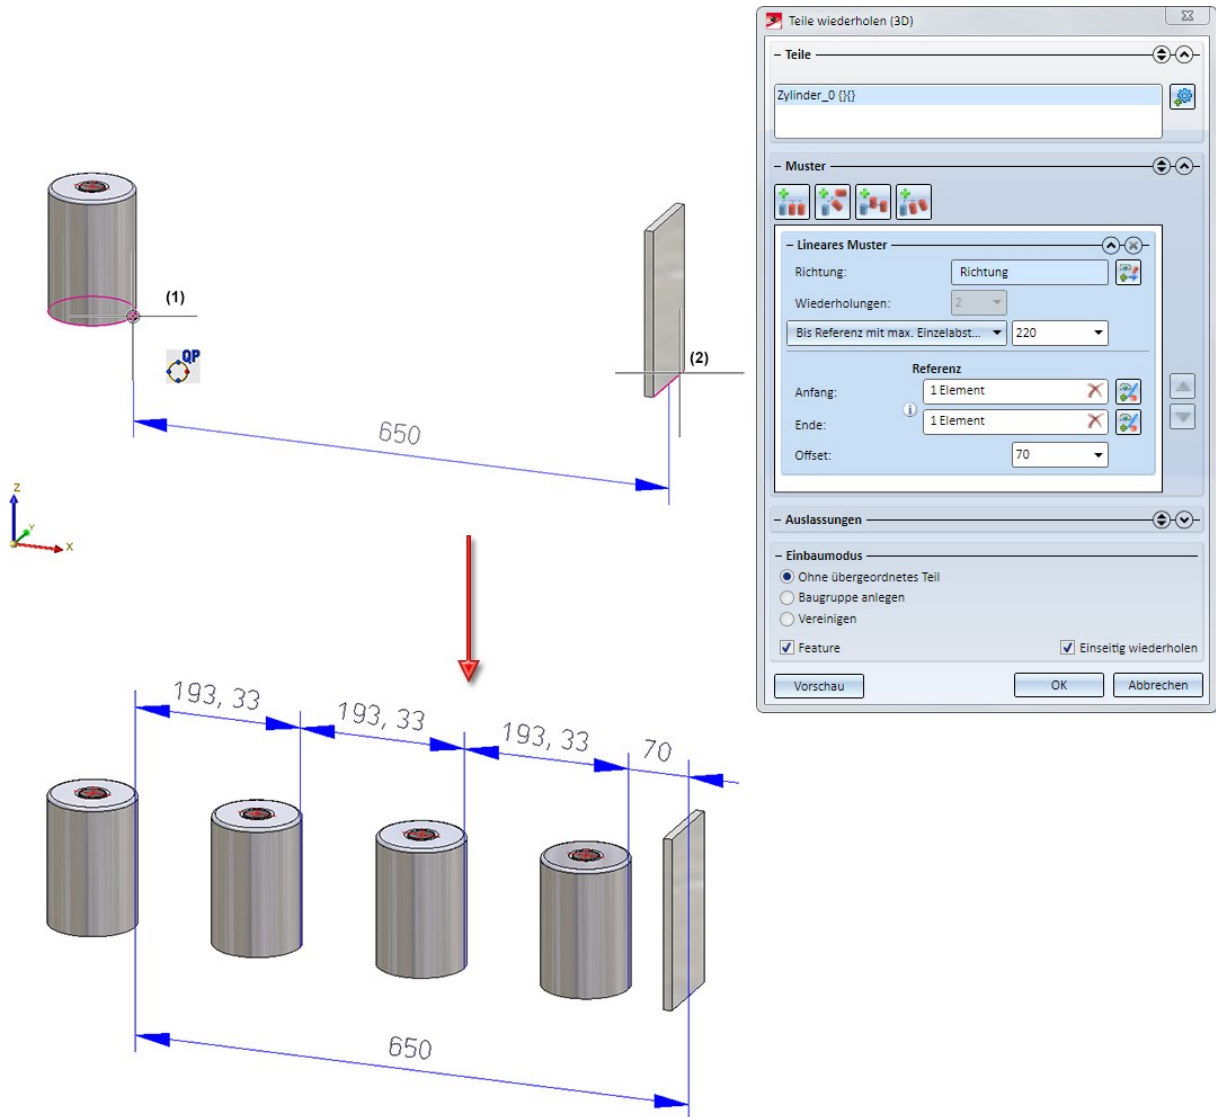 Teile wiederholen (3D)
Teile
Zylinder_0 {}{}
Muster
Lineares Muster
Richtung: Richtung
Wiederholungen: 2
Bis Referenz mit max. Einzelabst... 220
Referenz
Anfang: 1 Element
Ende: 1 Element
Offset: 70
Auslassungen
Einbaumodus
Ohne übergeordnetes Teil
Baugruppe anlegen
Vereinigen
Feature Einseitig wiederholen
Vorschau OK Abbrechen
(1)
QP
(2)
650
Z
Y
X
193, 33
193, 33
193, 33
70
650